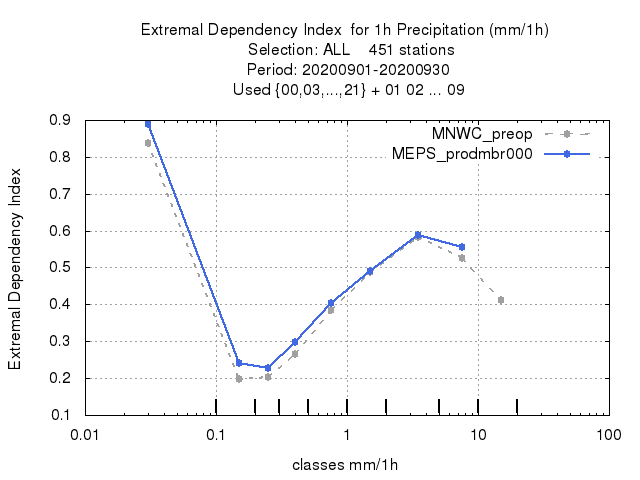 Extremal Dependency Index  for 1h Precipitation (mm/1h)
Selection: ALL    451 stations
Period: 20200901-20200930
Used {00,03,...,21} + 01 02 ... 09
MNWC_preop
MEPS_prodmbr000
Extremal Dependency Index
0.9
0.8
0.7
0.6
0.5
0.4
0.3
0.2
0.1
0.01 0.1 1 10 100
classes mm/1h